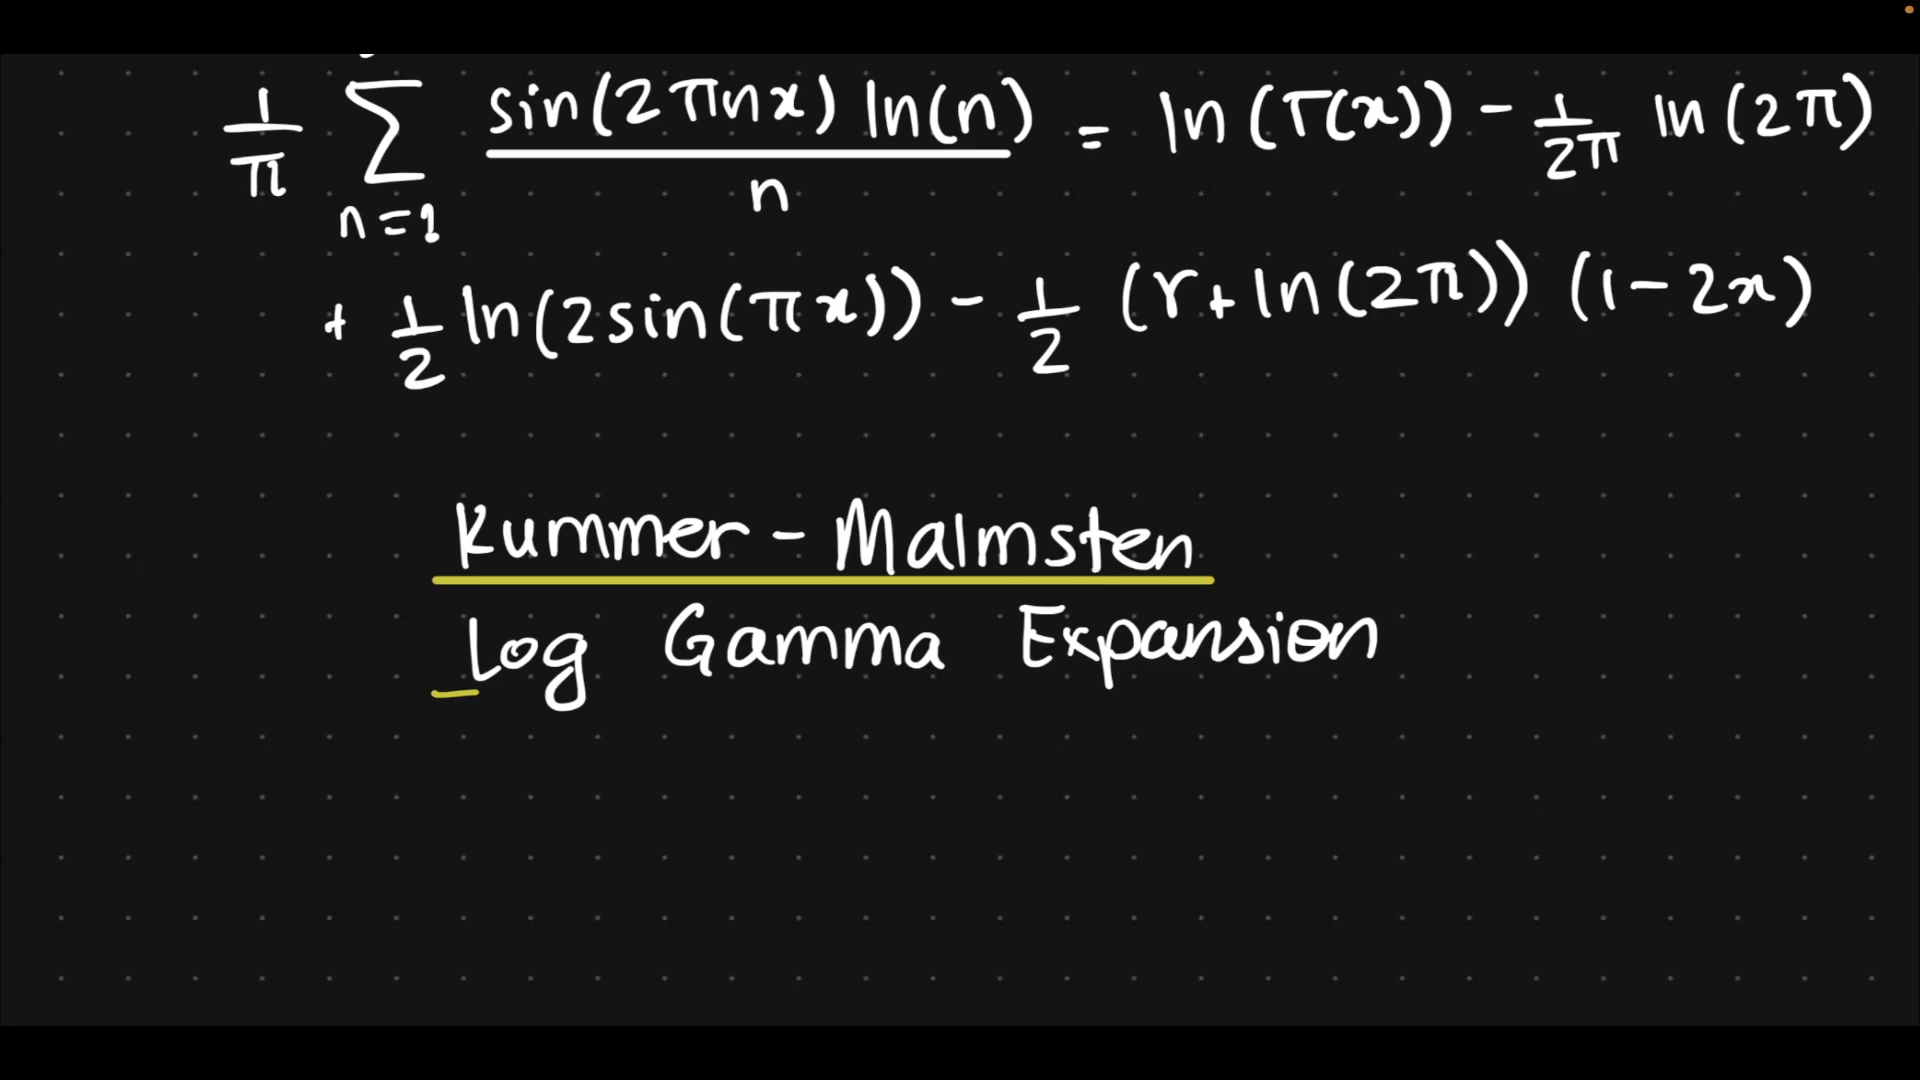 1/π ∑ n=1 sin(2πnx) ln(n) / n = ln(Γ(x)) - 1/2π ln(2π)
+ 1/2 ln(2sin(πx)) - 1/2 (γ + ln(2π)) (1-2x)
Kummer - Malmsten
Log Gamma Expansion